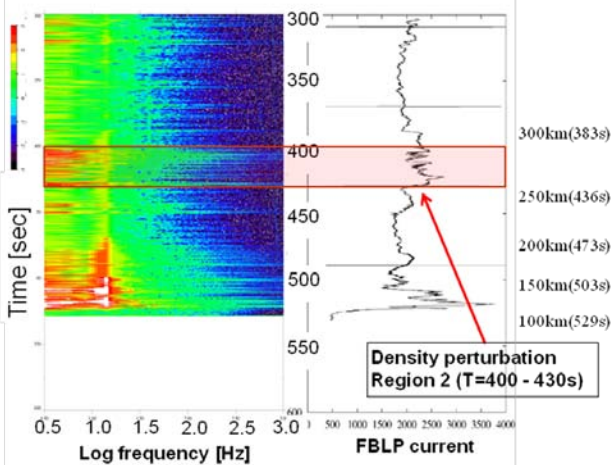 300
350
400
450
500
550
600
Time [sec]
300km(383s)
250km(436s)
200km(473s)
150km(503s)
100km(529s)
Density perturbation
Region 2 (T=400 - 430s)
0.5 1.0 1.5 2.0 2.5 3.0
Log frequency [Hz]
500 1000 1500 2000 2500 3000 3500 4000
FBLP current